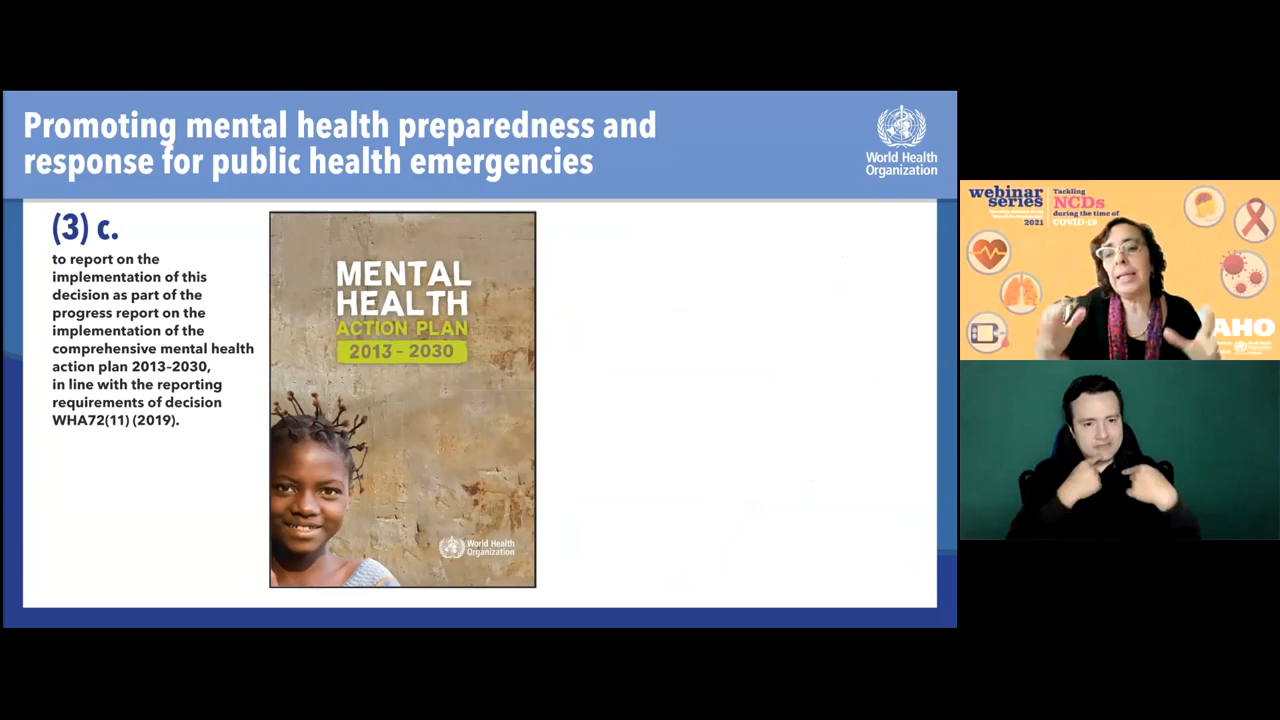 Promoting mental health preparedness and
response for public health emergencies
World Health
Organization
(3) c.
to report on the
implementation of this
decision as part of the
progress report on the
implementation of the
comprehensive mental health
action plan 2013-2030,
in line with the reporting
requirements of decision
WHA72(11) (2019).
MENTAL
HEALTH
ACTION PLAN
2013 – 2030
World Health
Organization
webinar
series
2021
Tackling
NCDs
during the time of
COVID-19
AHO